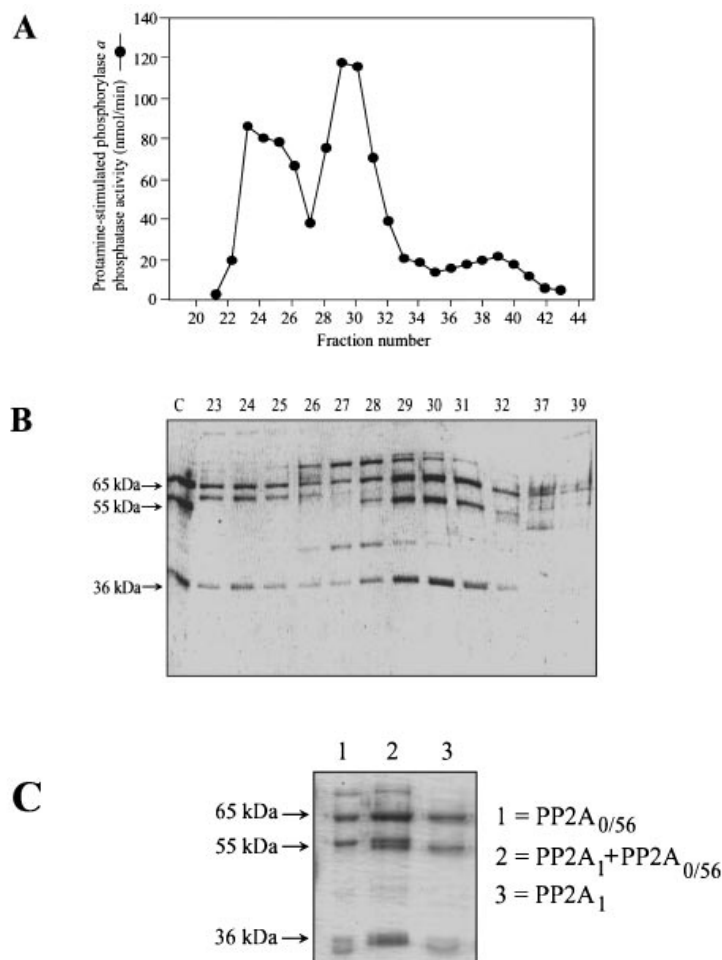 A
Protamine-stimulated phosphorylase a
phosphatase activity (nmol/min)
140
120
100
80
60
40
20
0
20 22 24 26 28 30 32 34 36 38 40 42 44
Fraction number
B
C 23 24 25 26 27 28 29 30 31 32 37 39
65 kDa
55 kDa
36 kDa
C
1 2 3
65 kDa
55 kDa
36 kDa
1 = PP2A0/56
2 = PP2A1+PP2A0/56
3 = PP2A1